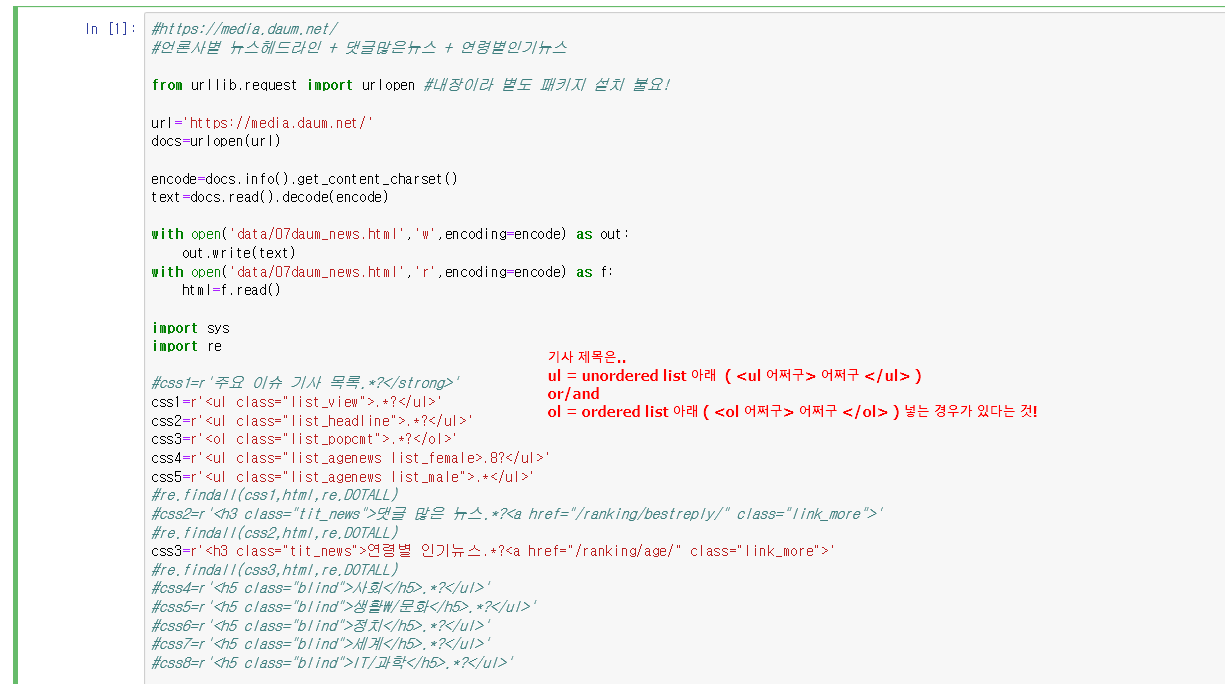 In [1]:
#https://media.daum.net/
#언론사별 뉴스헤드라인 + 댓글많은뉴스 + 연령별인기뉴스
from urllib.request import urlopen #내장이라 별도 패키지 설치 불요!
url='https://media.daum.net/'
docs=urlopen(url)
encode=docs.info().get_content_charset()
text=docs.read().decode(encode)
with open('data/07daum_news.html','w',encoding=encode) as out:
    out.write(text)
with open('data/07daum_news.html','r',encoding=encode) as f:
    html=f.read()
import sys
import re
기사 제목은..
ul = unordered list 아래 ( <ul 어쩌구> 어쩌구 </ul> )
or/and
ol = ordered list 아래 ( <ol 어쩌구> 어쩌구 </ol> ) 넣는 경우가 있다는 것!
#css1=r'주요 이슈 기사 목록.*?</strong>'
css1=r'<ul class="list_view">.*?</ul>'
css2=r'<ul class="list_headline">.*?</ul>'
css3=r'<ol class="list_popcmt">.*?</ol>'
css4=r'<ul class="list_agenews list_female>.8?</ul>'
css5=r'<ul class="list_agenews list_male">.*</ul>'
#re.findall(css1,html,re.DOTALL)
#css2=r'<h3 class="tit_news">댓글 많은 뉴스.*?<a href="/ranking/bestreply/" class="link_more">'
#re.findall(css2,html,re.DOTALL)
css3=r'<h3 class="tit_news">연령별 인기뉴스.*?<a href="/ranking/age/" class="link_more">'
#re.findall(css3,html,re.DOTALL)
#css4=r'<h5 class="blind">사회</h5>.*?</ul>'
#css5=r'<h5 class="blind">생활₩/문화</h5>.*?</ul>'
#css6=r'<h5 class="blind">정치</h5>.*?</ul>'
#css7=r'<h5 class="blind">세계</h5>.*?</ul>'
#css8=r'<h5 class="blind">IT/과학</h5>.*?</ul>'